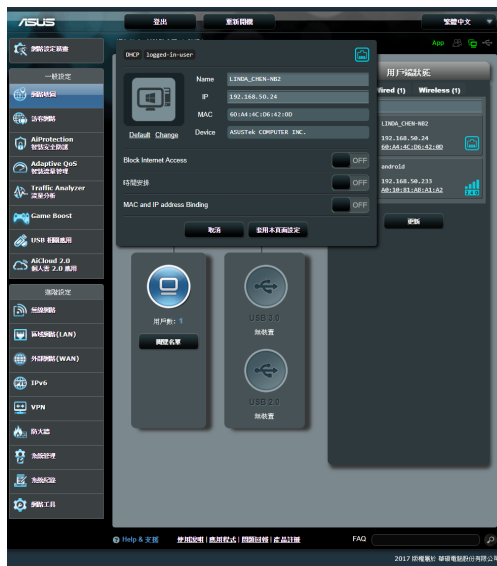 ASUS
登出
重新開機
繁體中文
App
網路設定精靈
一般設定
網路地圖
訪客網路
AiProtection
智慧安全防護
Adaptive QoS
智慧流量管理
Traffic Analyzer
流量分析
Game Boost
USB 相關應用
AiCloud 2.0
個人雲 2.0 應用
進階設定
無線網路
區域網路(LAN)
外部網路(WAN)
IPv6
VPN
防火牆
系統管理
系統紀錄
網路工具
DHCP logged-in-user
Name LINDA_CHEN-NB2
IP 192.168.50.24
MAC 60:A4:4C:D6:42:0D
Device ASUSTek COMPUTER INC.
Default Change
Block Internet Access OFF
時間安排 OFF
MAC and IP address Binding OFF
取消 套用本頁面設定
用戶數: 1
閱覽名單
USB 3.0
無裝置
USB 2.0
無裝置
用戶端狀態
Wired (1) Wireless (1)
LINDA_CHEN-NB2
192.168.50.24
60:A4:4C:D6:42:0D
android
192.168.50.233
A0:10:81:A8:A1:A2
更新
Help & 支援 使用說明 | 應用程式 | 問題回報 | 產品註冊 FAQ
2017 版權屬於 華碩電腦股份有限公司